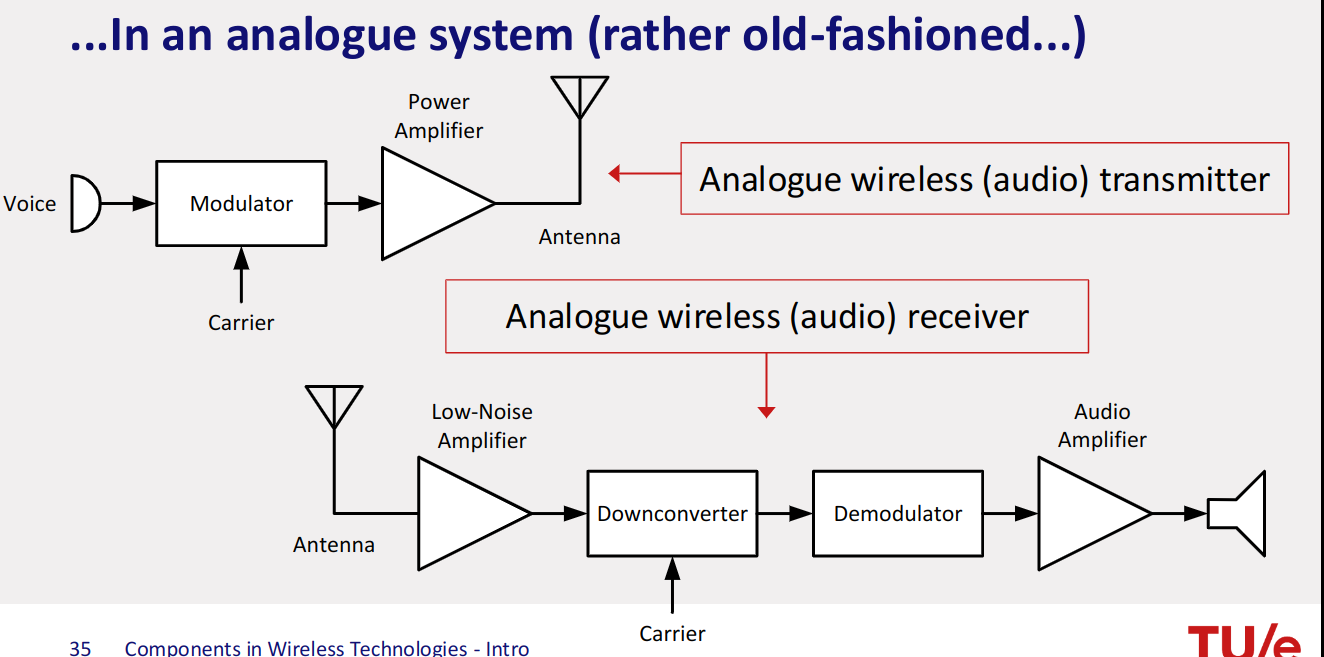 ...In an analogue system (rather old-fashioned...)
Power
Amplifier
Analogue wireless (audio) transmitter
Voice
Modulator
Antenna
Carrier
Analogue wireless (audio) receiver
Low-Noise
Amplifier
Audio
Amplifier
Downconverter
Demodulator
Antenna
Carrier
35 Components in Wireless Technologies - Intro
TU/e